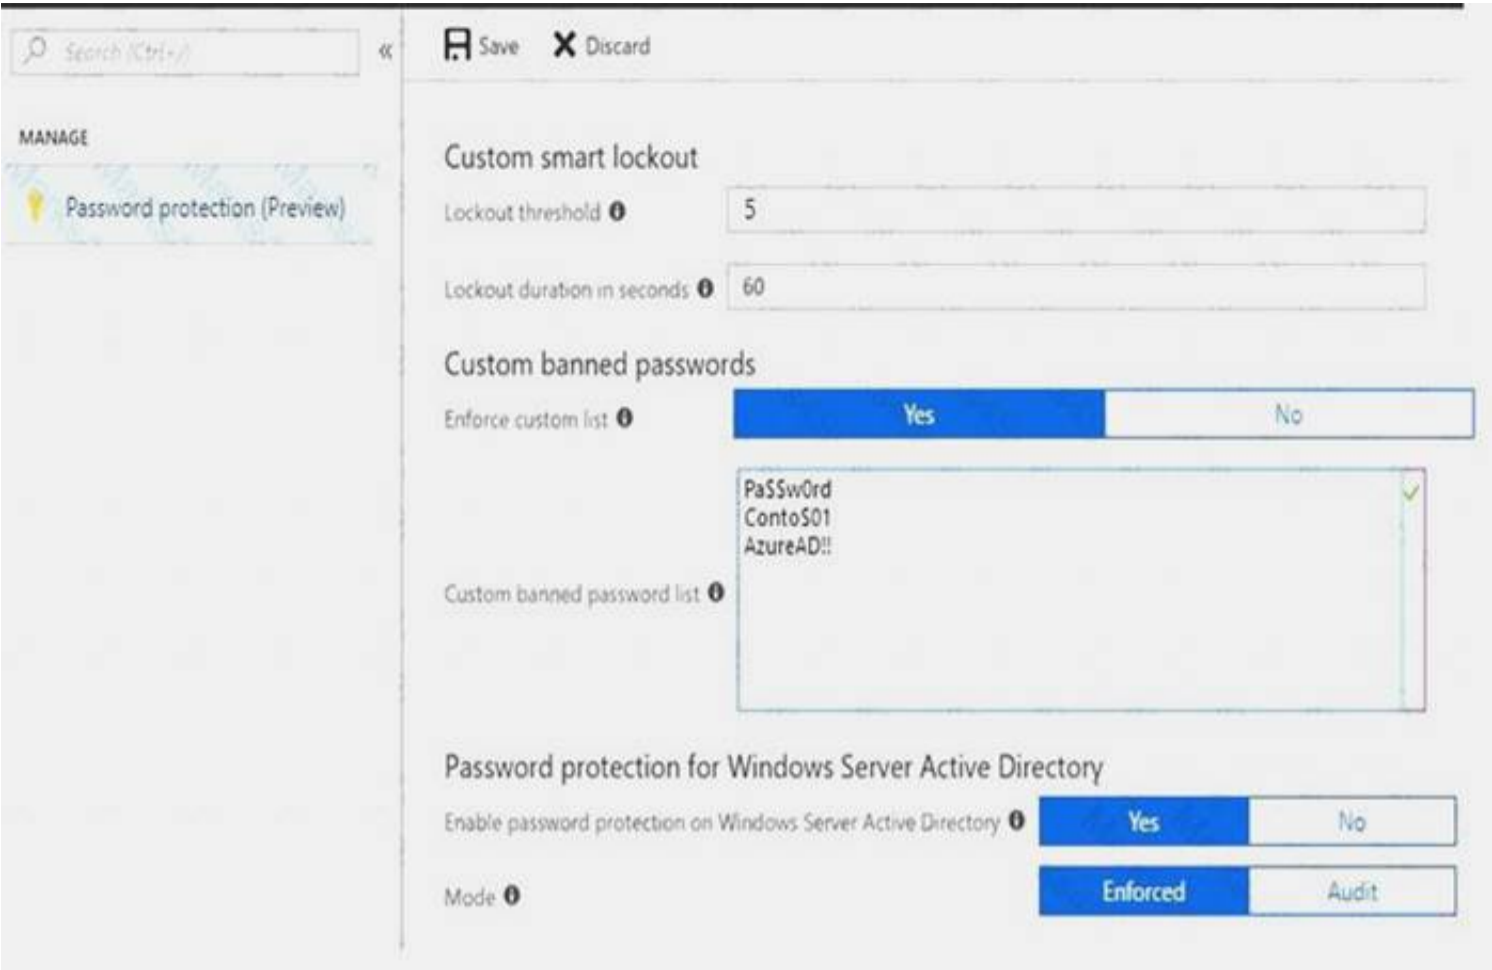 Search (Ctrl+/)
«
Save
Discard
MANAGE
Password protection (Preview)
Custom smart lockout
Lockout threshold
5
Lockout duration in seconds
60
Custom banned passwords
Enforce custom list
Yes
No
Pa$$w0rd
Conto$01
AzureAD!!
Custom banned password list
Password protection for Windows Server Active Directory
Enable password protection on Windows Server Active Directory
Yes
No
Mode
Enforced
Audit